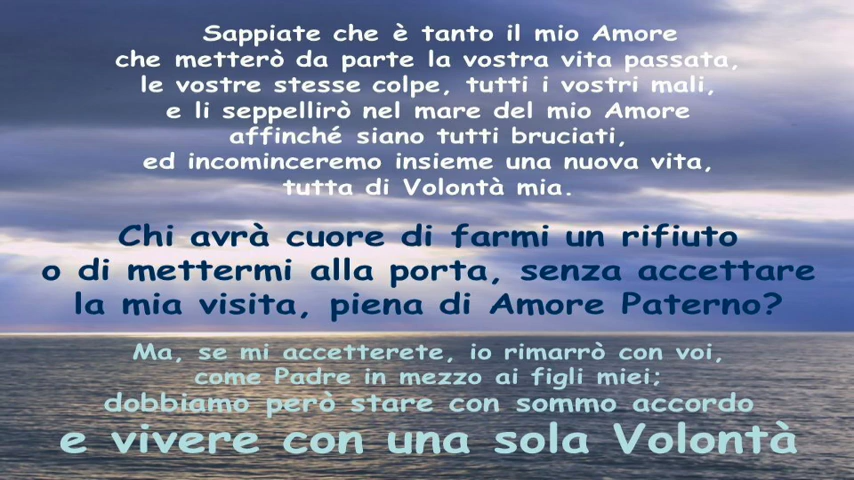 Sappiate che è tanto il mio Amore
che metterò da parte la vostra vita passata,
le vostre stesse colpe, tutti i vostri mali,
e li seppellirò nel mare del mio Amore
affinché siano tutti bruciati,
ed incominceremo insieme una nuova vita,
tutta di Volontà mia.
Chi avrà cuore di farmi un rifiuto
o di mettermi alla porta, senza accettare
la mia visita, piena di Amore Paterno?
Ma, se mi accetterete, io rimarrò con voi,
come Padre in mezzo ai figli miei;
dobbiamo però stare con sommo accordo
e vivere con una sola Volontà